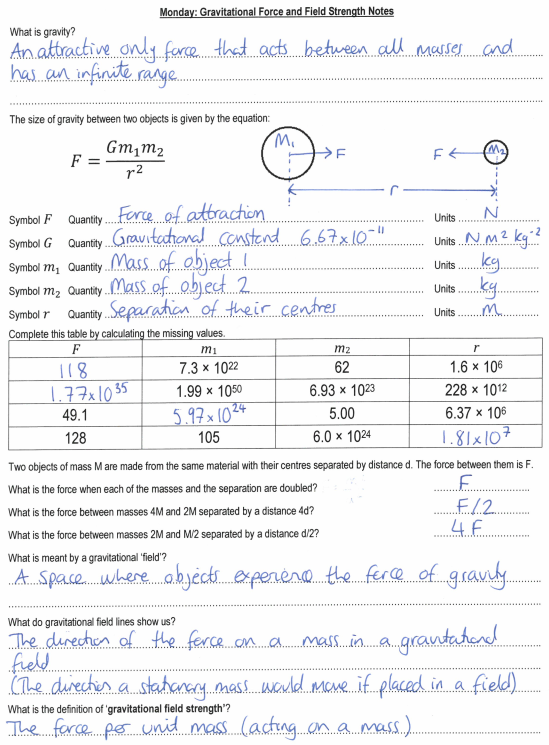 Monday: Gravitational Force and Field Strength Notes
What is gravity?
An attractive only force that acts between all masses and
has an infinite range
The size of gravity between two objects is given by the equation:
F = Gm₁m₂ / r²
M₁ F F M₂
r
Symbol F Quantity Force of attraction Units N
Symbol G Quantity Gravitational constant 6.67 x 10⁻¹¹ Units N m² kg⁻²
Symbol m₁ Quantity Mass of object 1 Units kg
Symbol m₂ Quantity Mass of object 2 Units kg
Symbol r Quantity Separation of their centres Units m
Complete this table by calculating the missing values.
F m₁ m₂ r
118 7.3 × 10²² 62 1.6 × 10⁶
1.77 x 10³⁵ 1.99 × 10⁵⁰ 6.93 × 10²³ 228 × 10¹²
49.1 5.97 x 10²⁴ 5.00 6.37 × 10⁶
128 105 6.0 × 10²⁴ 1.81 x 10⁷
Two objects of mass M are made from the same material with their centres separated by distance d. The force between them is F.
What is the force when each of the masses and the separation are doubled? F
What is the force between masses 4M and 2M separated by a distance 4d? F/2
What is the force between masses 2M and M/2 separated by a distance d/2? 4F
What is meant by a gravitational 'field'?
A space where objects experience the force of gravity
What do gravitational field lines show us?
The direction of the force on a mass in a gravitational
field
(The direction a stationary mass would move if placed in a field)
What is the definition of 'gravitational field strength'?
The force per unit mass (acting on a mass)